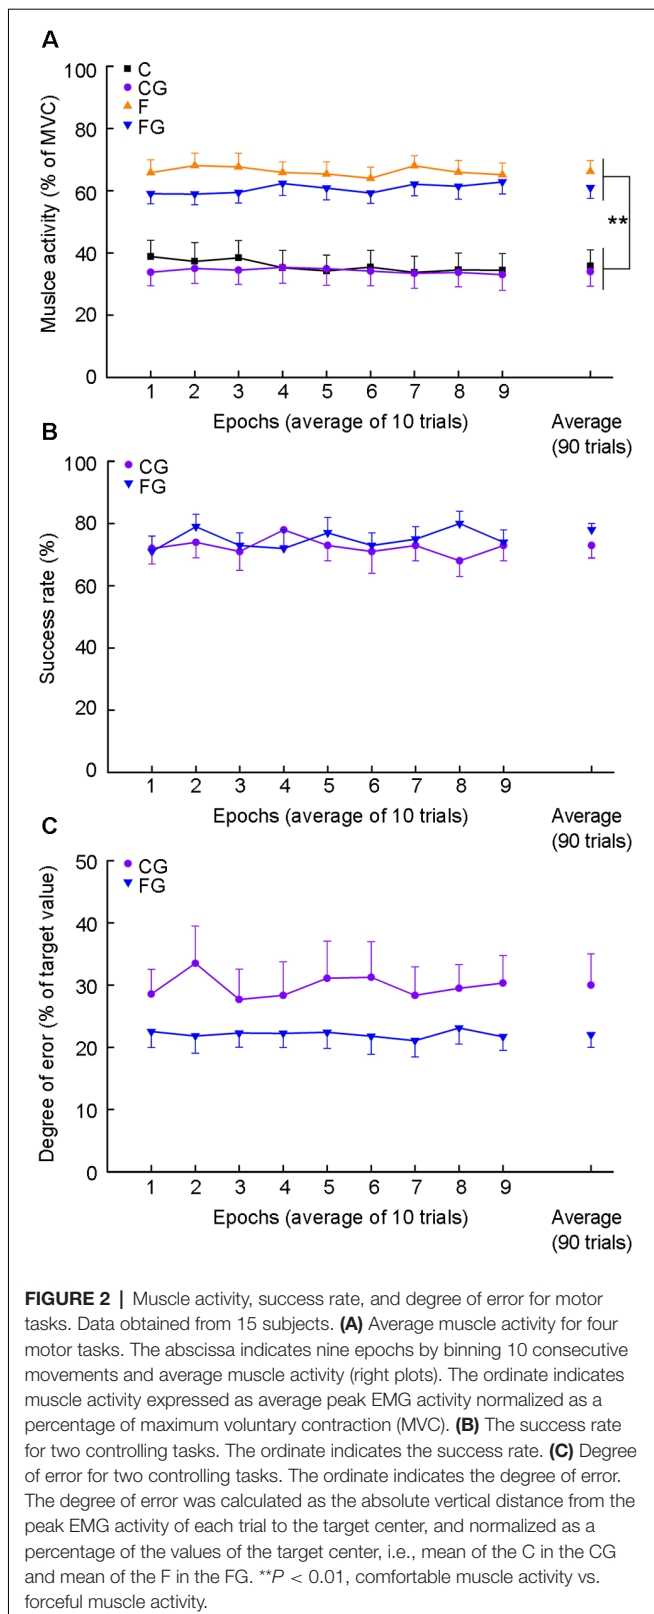 A
100
80
60
40
20
0
Muslce activity (% of MVC)
C
CG
F
FG
**
1 2 3 4 5 6 7 8 9
Epochs (average of 10 trials)
Average
(90 trials)
B
100
80
60
40
20
0
Success rate (%)
CG
FG
1 2 3 4 5 6 7 8 9
Epochs (average of 10 trials)
Average
(90 trials)
C
50
40
30
20
10
0
Degree of eror (% of target value)
CG
FG
1 2 3 4 5 6 7 8 9
Epochs (average of 10 trials)
Average
(90 trials)
FIGURE 2 | Muscle activity, success rate, and degree of error for motor
tasks. Data obtained from 15 subjects. (A) Average muscle activity for four
motor tasks. The abscissa indicates nine epochs by binning 10 consecutive
movements and average muscle activity (right plots). The ordinate indicates
muscle activity expressed as average peak EMG activity normalized as a
percentage of maximum voluntary contraction (MVC). (B) The success rate
for two controlling tasks. The ordinate indicates the success rate. (C) Degree
of error for two controlling tasks. The ordinate indicates the degree of error.
The degree of error was calculated as the absolute vertical distance from the
peak EMG activity of each trial to the target center, and normalized as a
percentage of the values of the target center, i.e., mean of the C in the CG
and mean of the F in the FG. **P < 0.01, comfortable muscle activity vs.
forceful muscle activity.